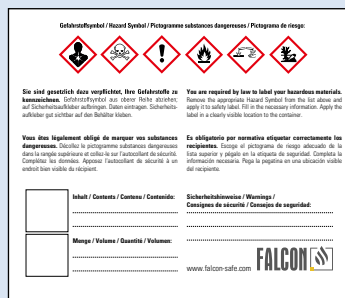 Gefahrstoffsymbol / Hazard Symbol / Pictogramme substances dangereuses / Pictograma de riesgo:
Sie sind gesetzlich dazu verpflichtet, Ihre Gefahrstoffe zu
kennzeichnen. Gefahrstoffsymbol aus oberer Reihe abziehen,
auf Sicherheitsaufkleber aufbringen. Daten eintragen. Sicherheits-
aufkleber gut sichtbar auf den Behälter kleben.
You are required by law to label your hazardous materials.
Remove the appropriate Hazard Symbol from the list above and
apply it to safety label. Fill in the necessary information. Apply the
label in a clearly visible location to the container.
Vous êtes légalement obligé de marquer vos substances
dangereuses. Décollez le pictogramme substances dangereuses
dans la rangée supérieure et collez-le sur l'autocollant de sécurité.
Complétez les données. Apposez l'autocollant de sécurité à un
endroit bien visible du récipient.
Es obligatorio por normativa etiquetar correctamente los
recipientes. Escoga el pictograma de riesgo adecuado de la
lista superior y pégalo en la etiqueta de seguridad. Completa la
información necesaria. Pega la pegatina en una ubicación visible
del recipiente.
Inhalt / Contents / Contenu / Contenido:
Menge / Volume / Quantité / Volumen:
Sicherheitshinweise / Warnings /
Consignes de sécurité / Consejos de seguridad:
www.falcon-safe.com
FALCON